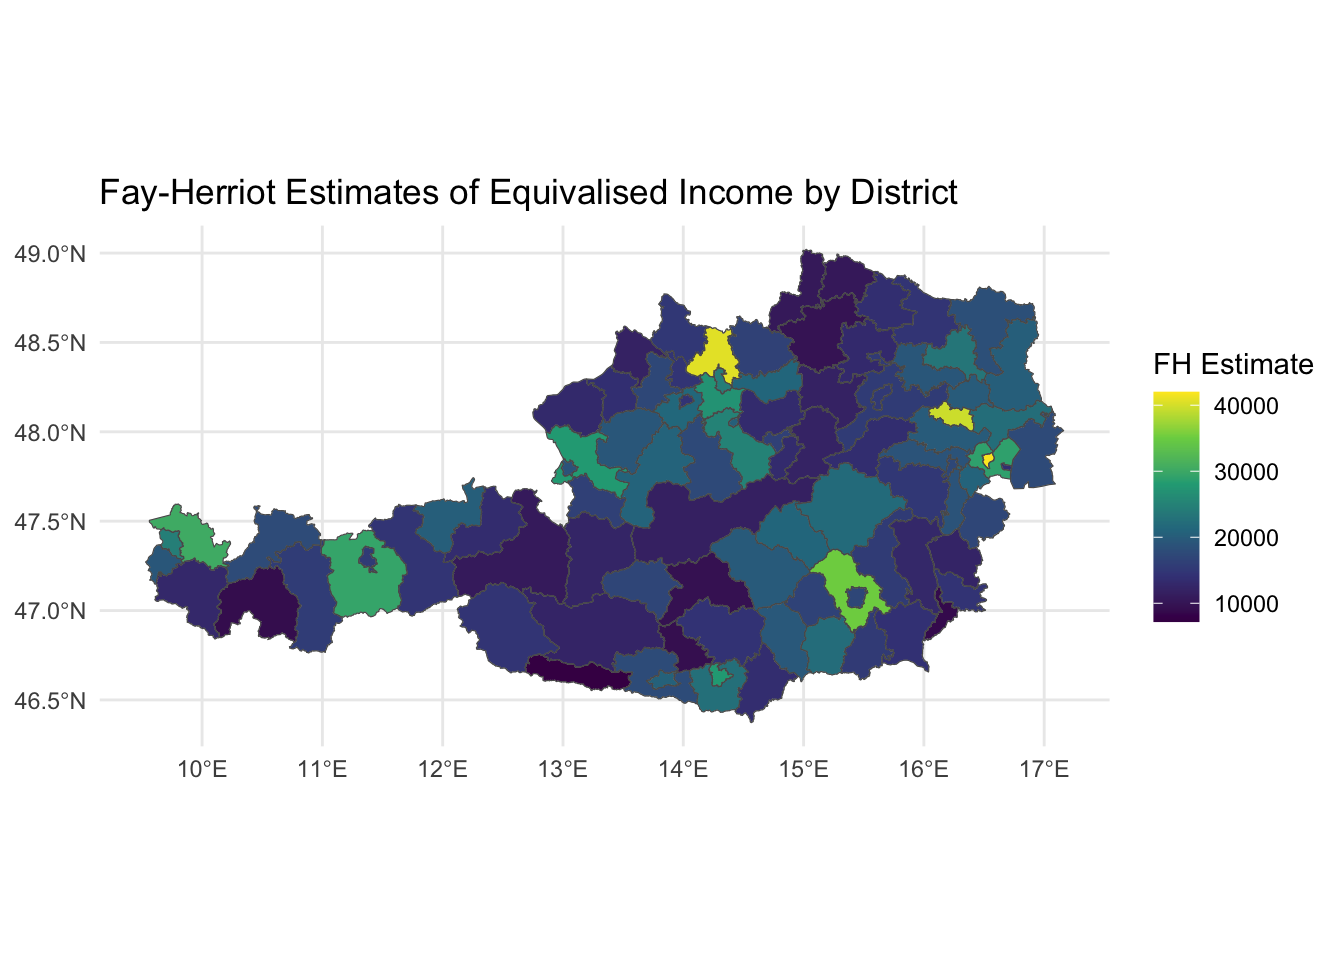 Fay-Herriot Estimates of Equivalised Income by District
49.0°N
48.5°N
48.0°N
47.5°N
47.0°N
46.5°N
10°E
11°E
12°E
13°E
14°E
15°E
16°E
17°E
FH Estimate
40000
30000
20000
10000